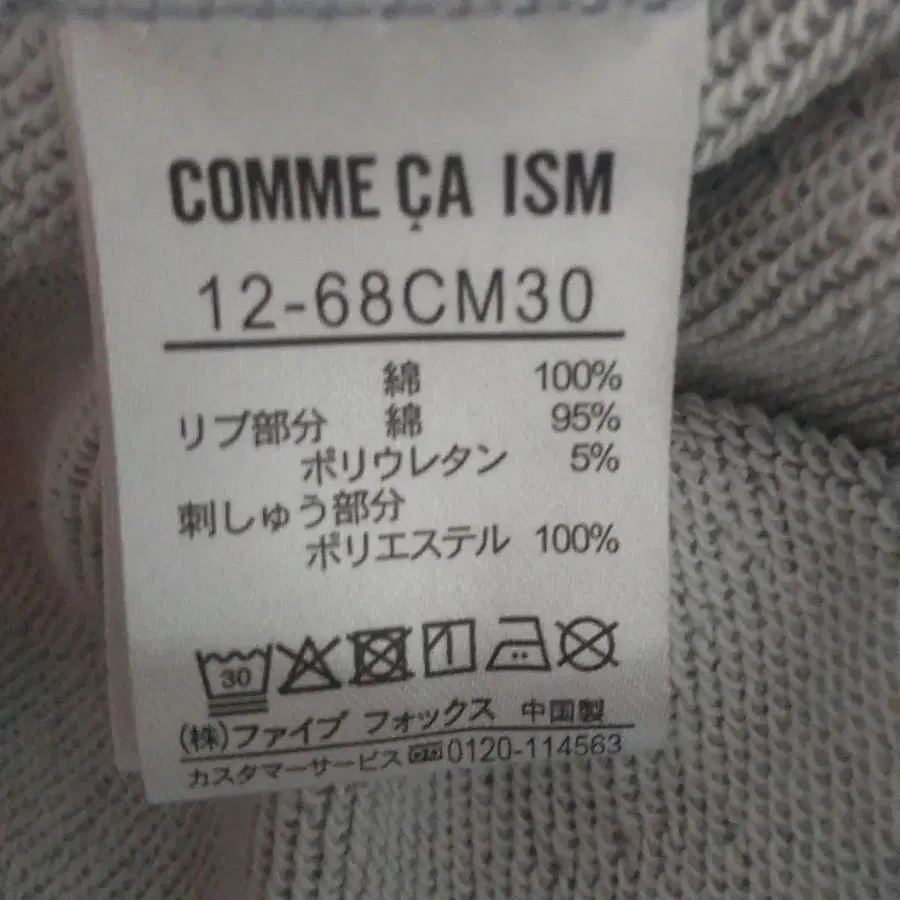 COMME ÇA ISM
12-68CM30
綿 100%
リブ部分 綿 95%
ポリウレタン 5%
刺しゅう部分
ポリエステル 100%
30
(株)ファイブ フォックス 中国製
カスタマーサービス 0120-114563